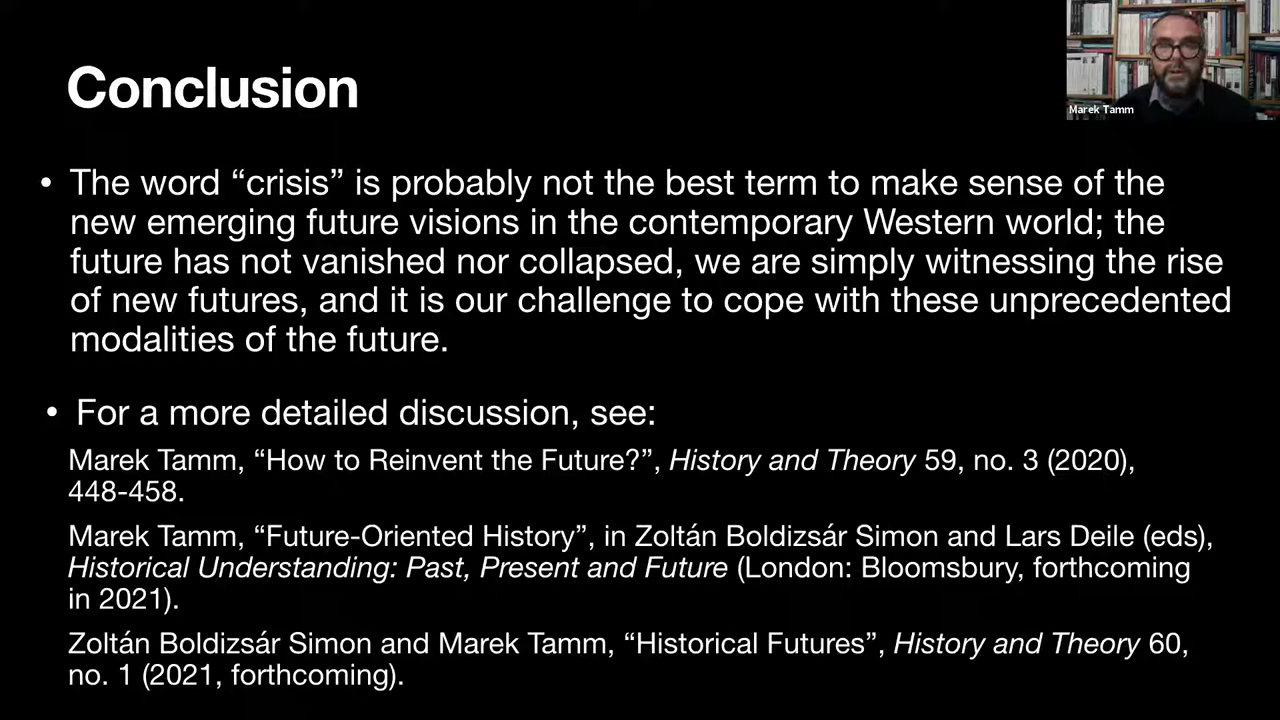 Conclusion
Marek Tamm
• The word “crisis” is probably not the best term to make sense of the
new emerging future visions in the contemporary Western world; the
future has not vanished nor collapsed, we are simply witnessing the rise
of new futures, and it is our challenge to cope with these unprecedented
modalities of the future.
• For a more detailed discussion, see:
Marek Tamm, “How to Reinvent the Future?”, History and Theory 59, no. 3 (2020),
448-458.
Marek Tamm, “Future-Oriented History”, in Zoltán Boldizsár Simon and Lars Deile (eds),
Historical Understanding: Past, Present and Future (London: Bloomsbury, forthcoming
in 2021).
Zoltán Boldizsár Simon and Marek Tamm, “Historical Futures”, History and Theory 60,
no. 1 (2021, forthcoming).